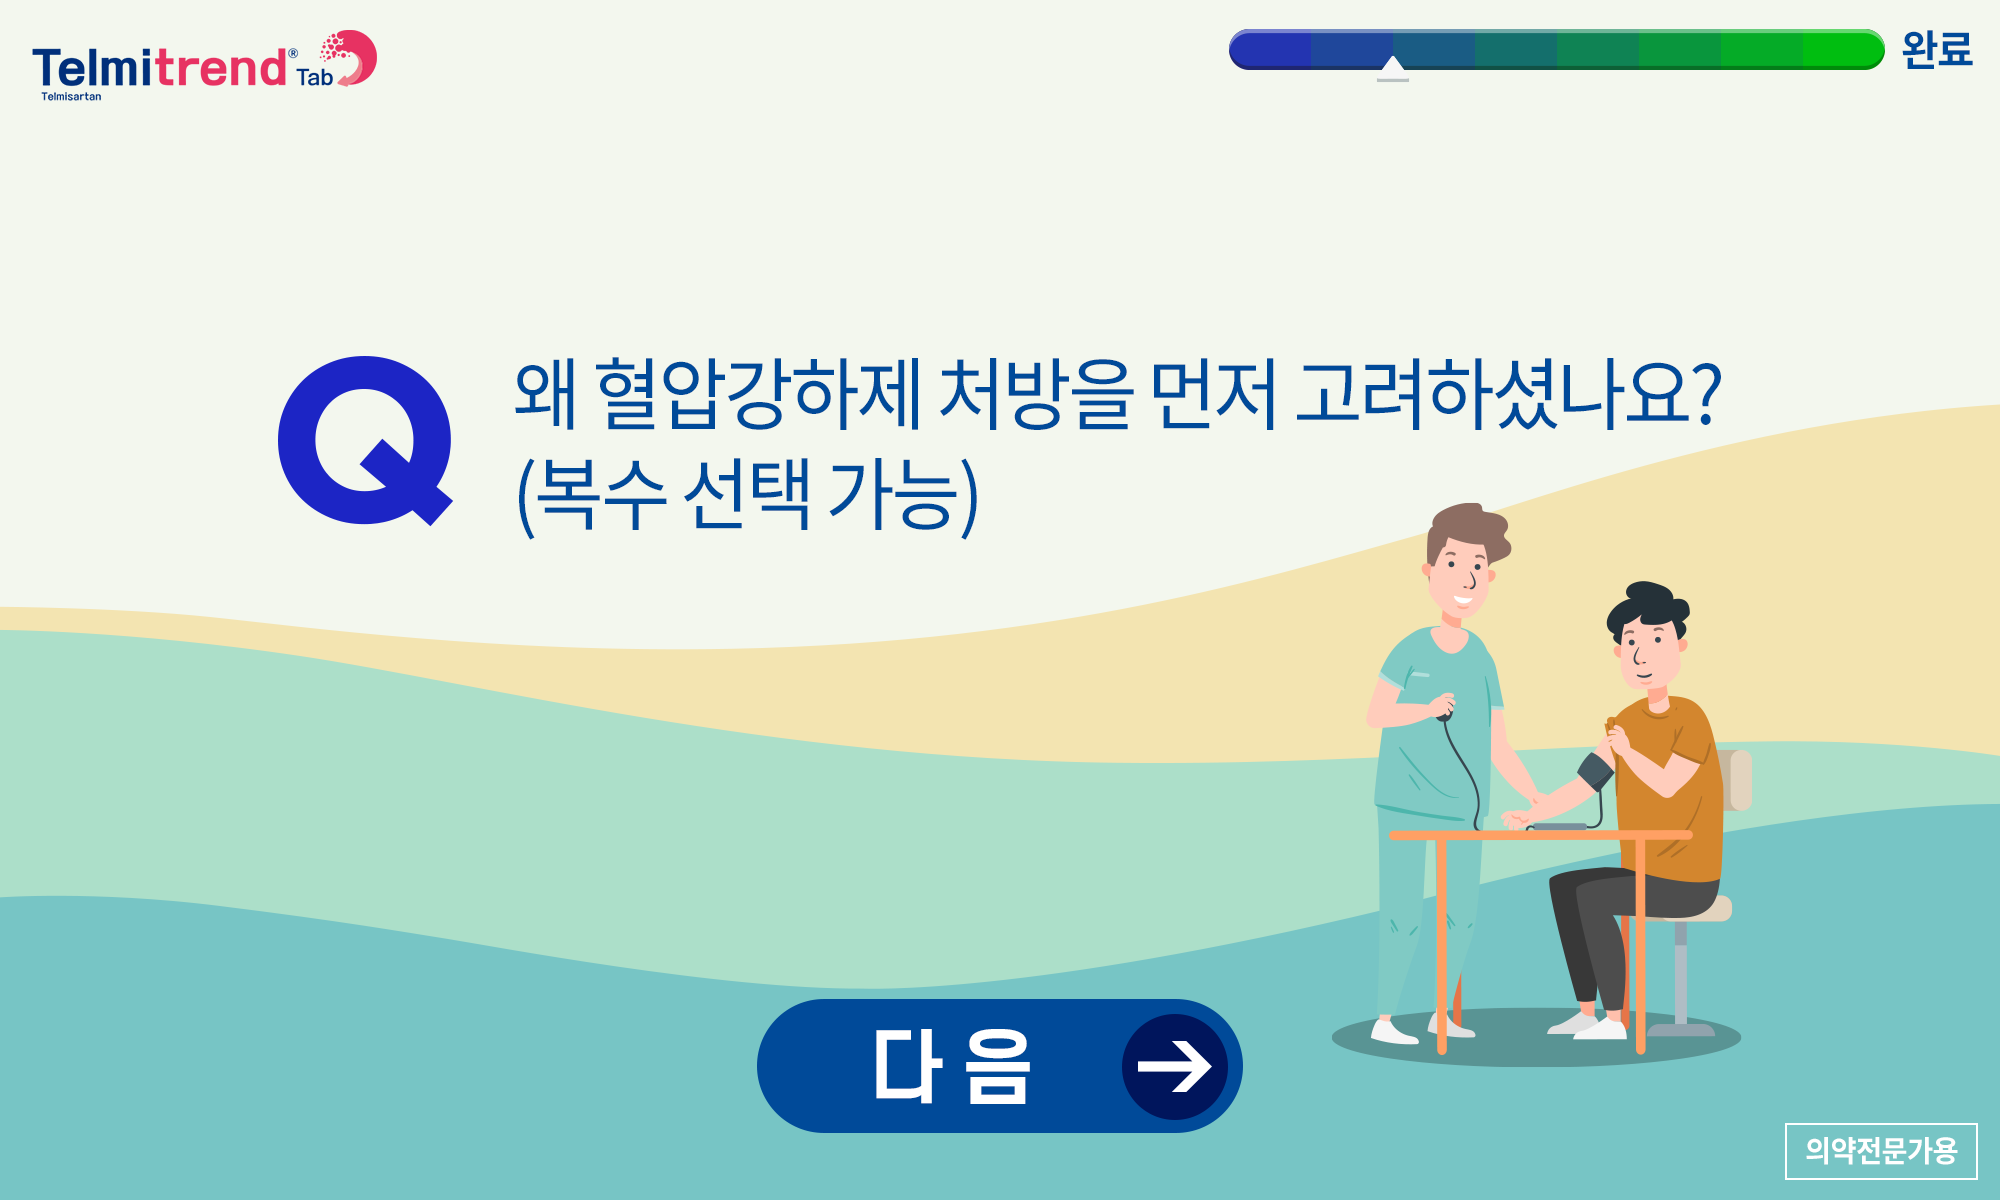 Telmitrend® Tab
Telmisartan
완료
Q 왜 혈압강하제 처방을 먼저 고려하셨나요?
(복수 선택 가능)
다음
의약전문가용